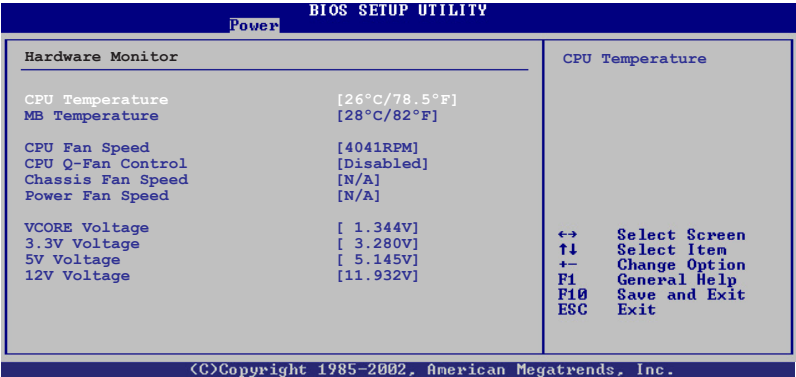 BIOS SETUP UTILITY
Power
Hardware Monitor
CPU Temperature [26°C/78.5°F]
MB Temperature [28°C/82°F]
CPU Fan Speed [4041RPM]
CPU Q-Fan Control [Disabled]
Chassis Fan Speed [N/A]
Power Fan Speed [N/A]
VCORE Voltage [ 1.344V]
3.3V Voltage [ 3.280V]
5V Voltage [ 5.145V]
12V Voltage [11.932V]
CPU Temperature
←→ Select Screen
↑↓ Select Item
+- Change Option
F1 General Help
F10 Save and Exit
ESC Exit
(C)Copyright 1985-2002, American Megatrends, Inc.